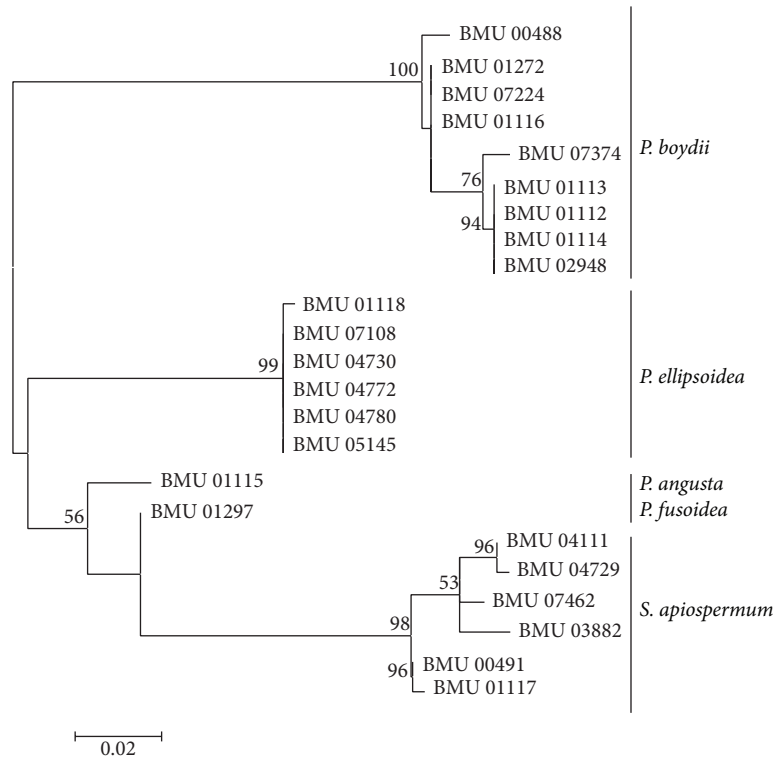 BMU 00488
100
BMU 01272
BMU 07224
BMU 01116
P. boydii
BMU 07374
76
BMU 01113
BMU 01112
94
BMU 01114
BMU 02948
BMU 01118
BMU 07108
99
BMU 04730
P. ellipsoidea
BMU 04772
BMU 04780
BMU 05145
BMU 01115
P. angusta
56
BMU 01297
P. fusoidea
96
BMU 04111
BMU 04729
53
BMU 07462
S. apiospermum
98
BMU 03882
96
BMU 00491
BMU 01117
0.02